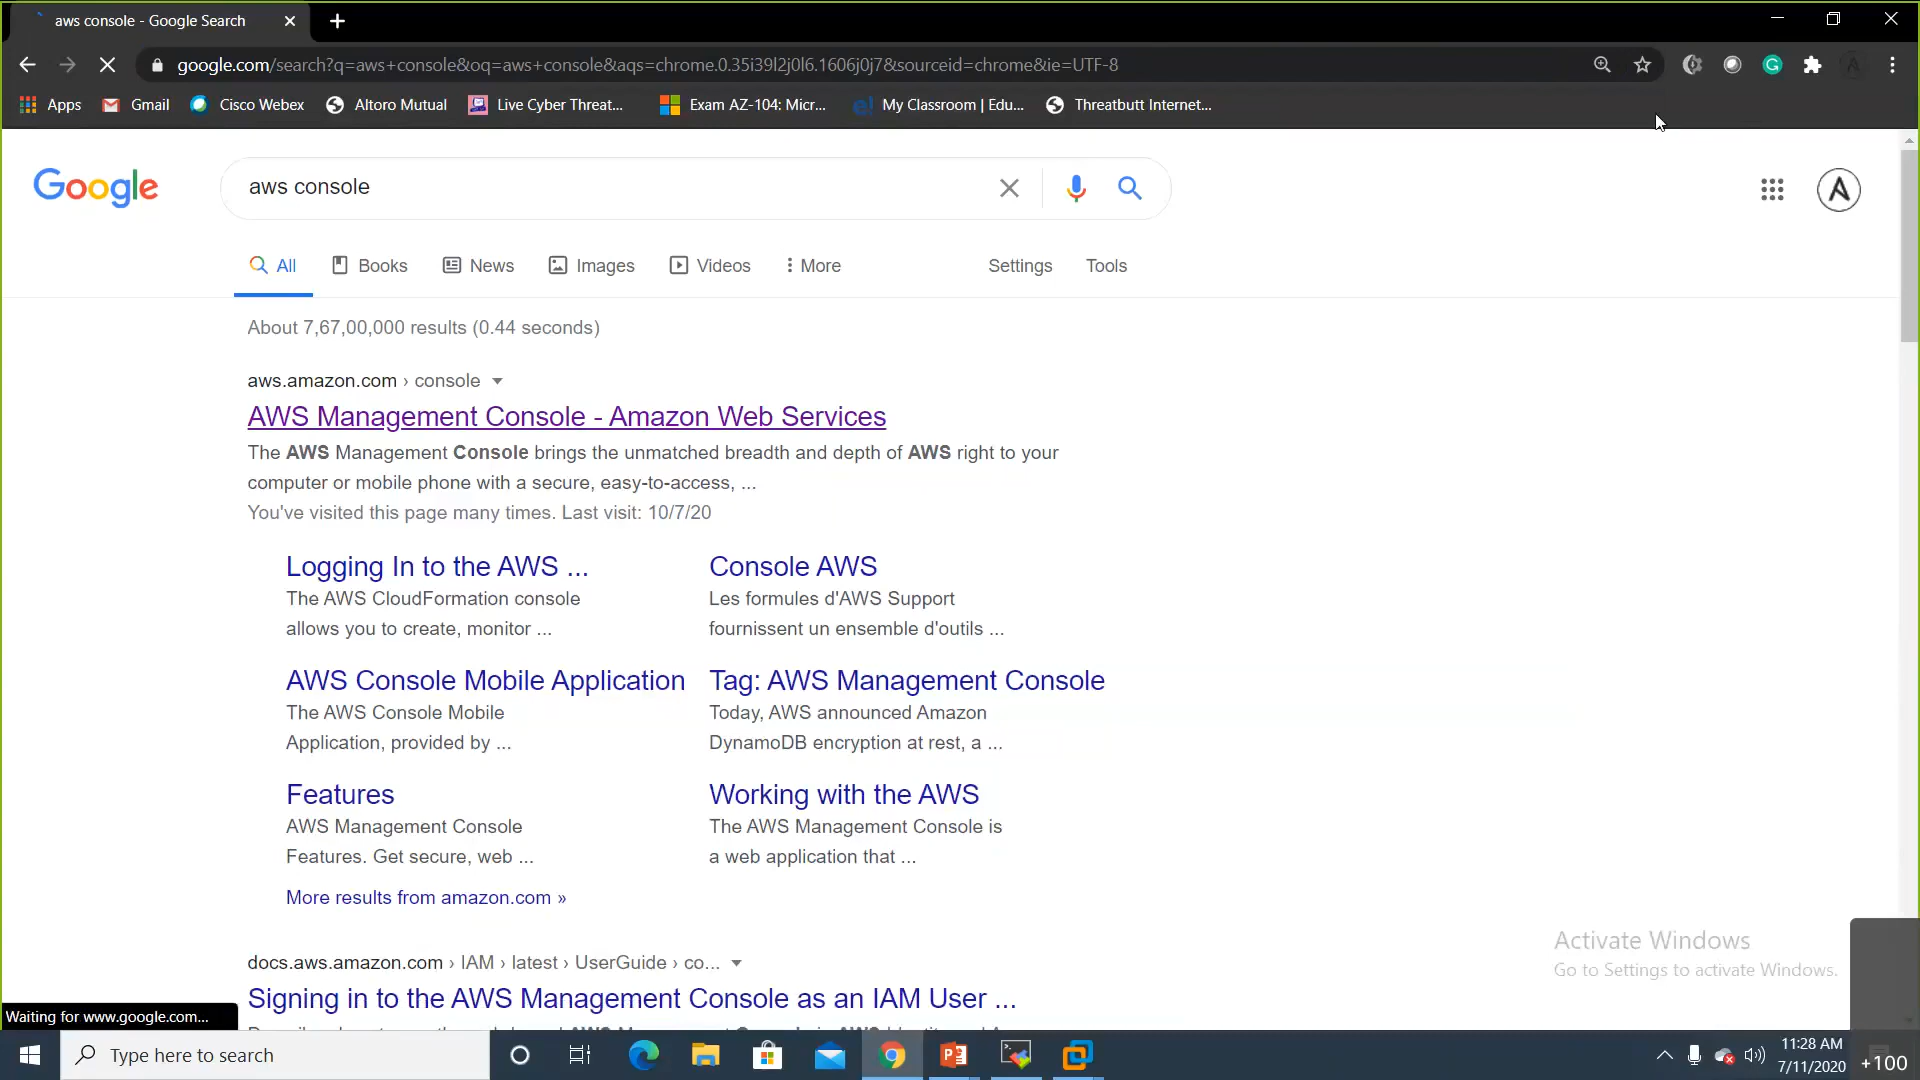 aws console - Google Search
google.com/search?q=aws+console&oq=aws+console&aqs=chrome.0.35i39l2j0l6.1606j0j7&sourceid=chrome&ie=UTF-8
Apps Gmail Cisco Webex Altoro Mutual Live Cyber Threat... Exam AZ-104: Micr... My Classroom | Edu... Threatbutt Internet...
Google aws console A
All Books News Images Videos More Settings Tools
About 7,67,00,000 results (0.44 seconds)
aws.amazon.com › console
AWS Management Console - Amazon Web Services
The AWS Management Console brings the unmatched breadth and depth of AWS right to your
computer or mobile phone with a secure, easy-to-access, ...
You've visited this page many times. Last visit: 10/7/20
Logging In to the AWS ...
The AWS CloudFormation console
allows you to create, monitor ...
Console AWS
Les formules d'AWS Support
fournissent un ensemble d'outils ...
AWS Console Mobile Application
The AWS Console Mobile
Application, provided by ...
Tag: AWS Management Console
Today, AWS announced Amazon
DynamoDB encryption at rest, a ...
Features
AWS Management Console
Features. Get secure, web ...
Working with the AWS
The AWS Management Console is
a web application that ...
More results from amazon.com »
docs.aws.amazon.com › IAM › latest › UserGuide › co...
Signing in to the AWS Management Console as an IAM User ...
Activate Windows
Go to Settings to activate Windows.
Waiting for www.google.com...
Type here to search
11:28 AM
7/11/2020
+100